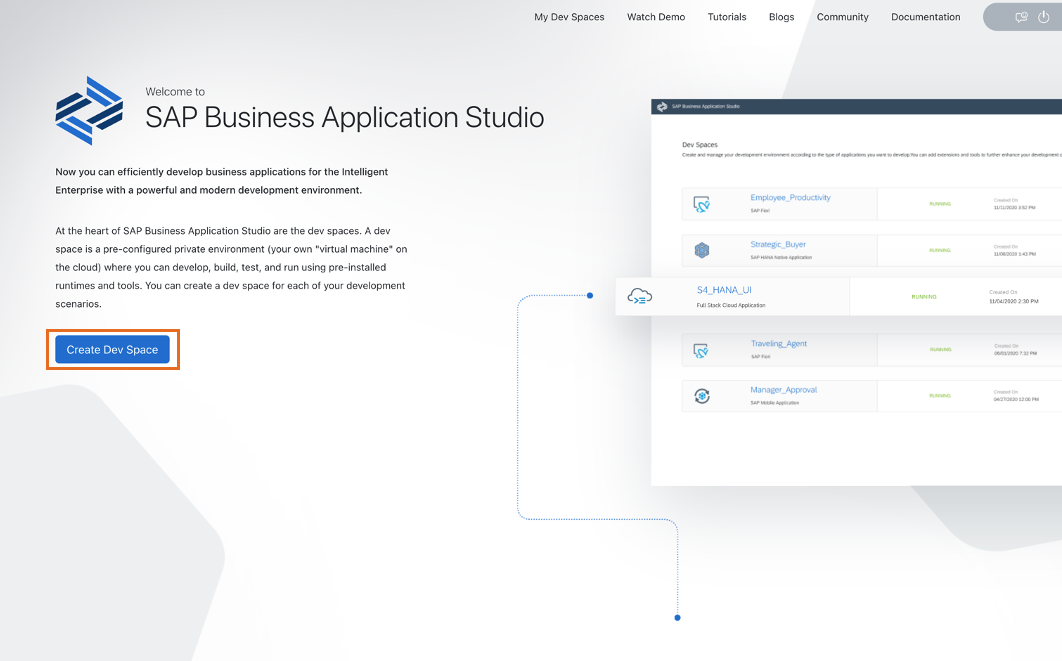 My Dev Spaces Watch Demo Tutorials Blogs Community Documentation
Welcome to
SAP Business Application Studio
Now you can efficiently develop business applications for the Intelligent
Enterprise with a powerful and modern development environment.
At the heart of SAP Business Application Studio are the dev spaces. A dev
space is a pre-configured private environment (your own "virtual machine" on
the cloud) where you can develop, build, test, and run using pre-installed
runtimes and tools. You can create a dev space for each of your development
scenarios.
Create Dev Space
SAP Business Application Studio
Dev Spaces
Create and manage your development environment according to the type of applications you want to develop.You can add extensions and tools to further enhance your development
Employee_Productivity
SAP Fiori
RUNNING
Created On
11/11/2020 3:52 PM
Strategic_Buyer
SAP HANA Native Application
RUNNING
Created On
11/06/2020 1:43 PM
S4_HANA_UI
Full Stack Cloud Application
RUNNING
Created On
11/04/2020 2:30 PM
Traveling_Agent
SAP Fiori
RUNNING
Created On
7:22 PM
Manager_Approval
SAP Mobile Application
RUNNING
Created On
04/27/2020 12:00 PM